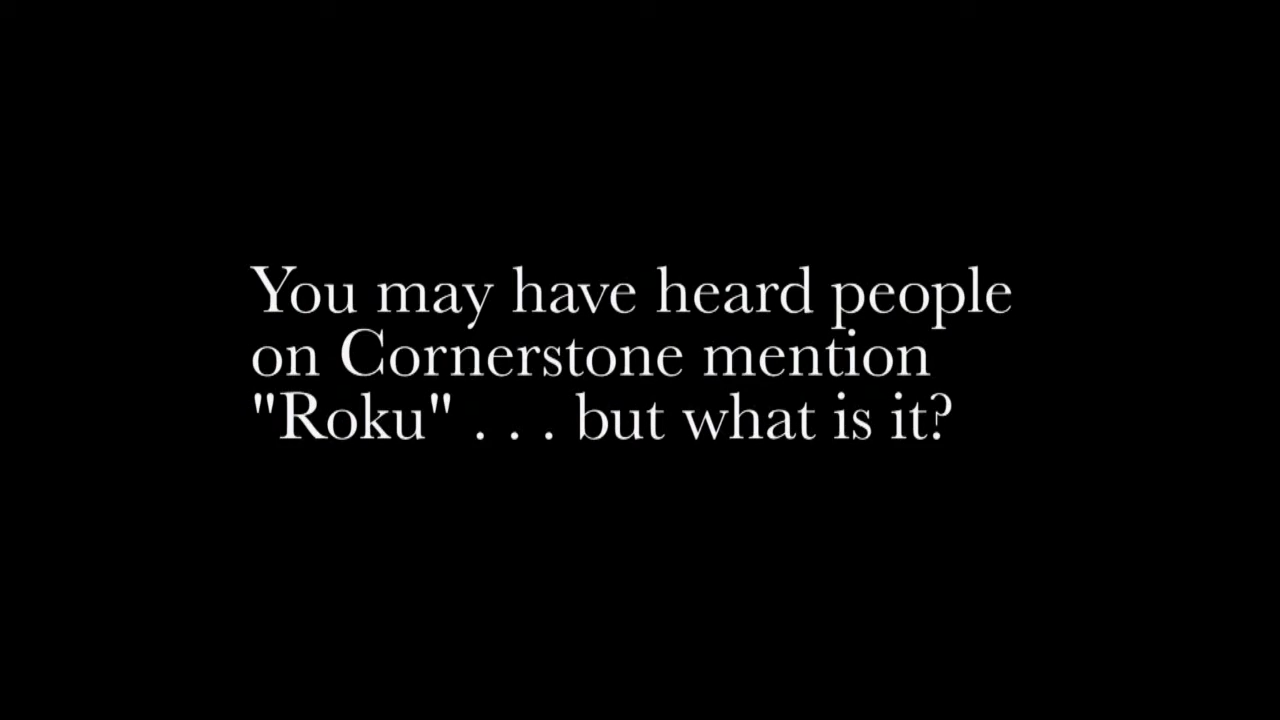 You may have heard people
on Cornerstone mention
"Roku" . . . but what is it?